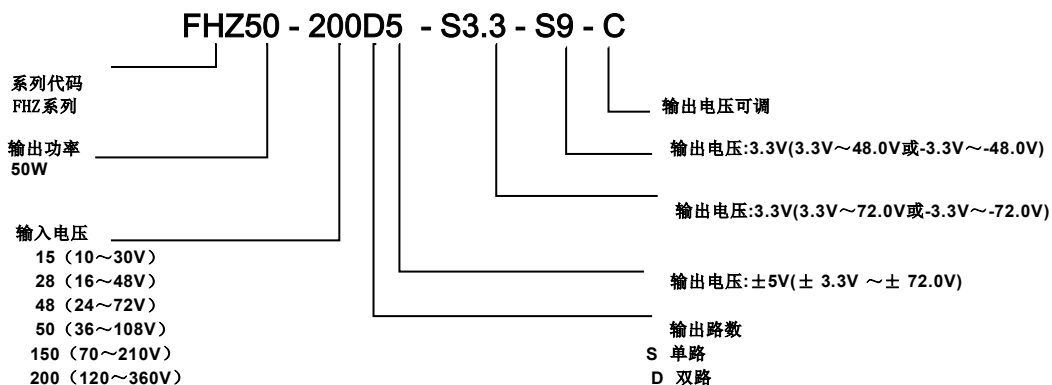 FHZ50 - 200D5 - S3.3 - S9 - C
系列代码
FHZ系列
输出功率
50W
输入电压
15（10～30V）
28（16～48V）
48（24～72V）
50（36～108V）
150（70～210V）
200（120～360V）
输出电压可调
输出电压:3.3V(3.3V～48.0V或-3.3V～-48.0V)
输出电压:3.3V(3.3V～72.0V或-3.3V～-72.0V)
输出电压:±5V(± 3.3V ～± 72.0V)
输出路数
S 单路
D 双路